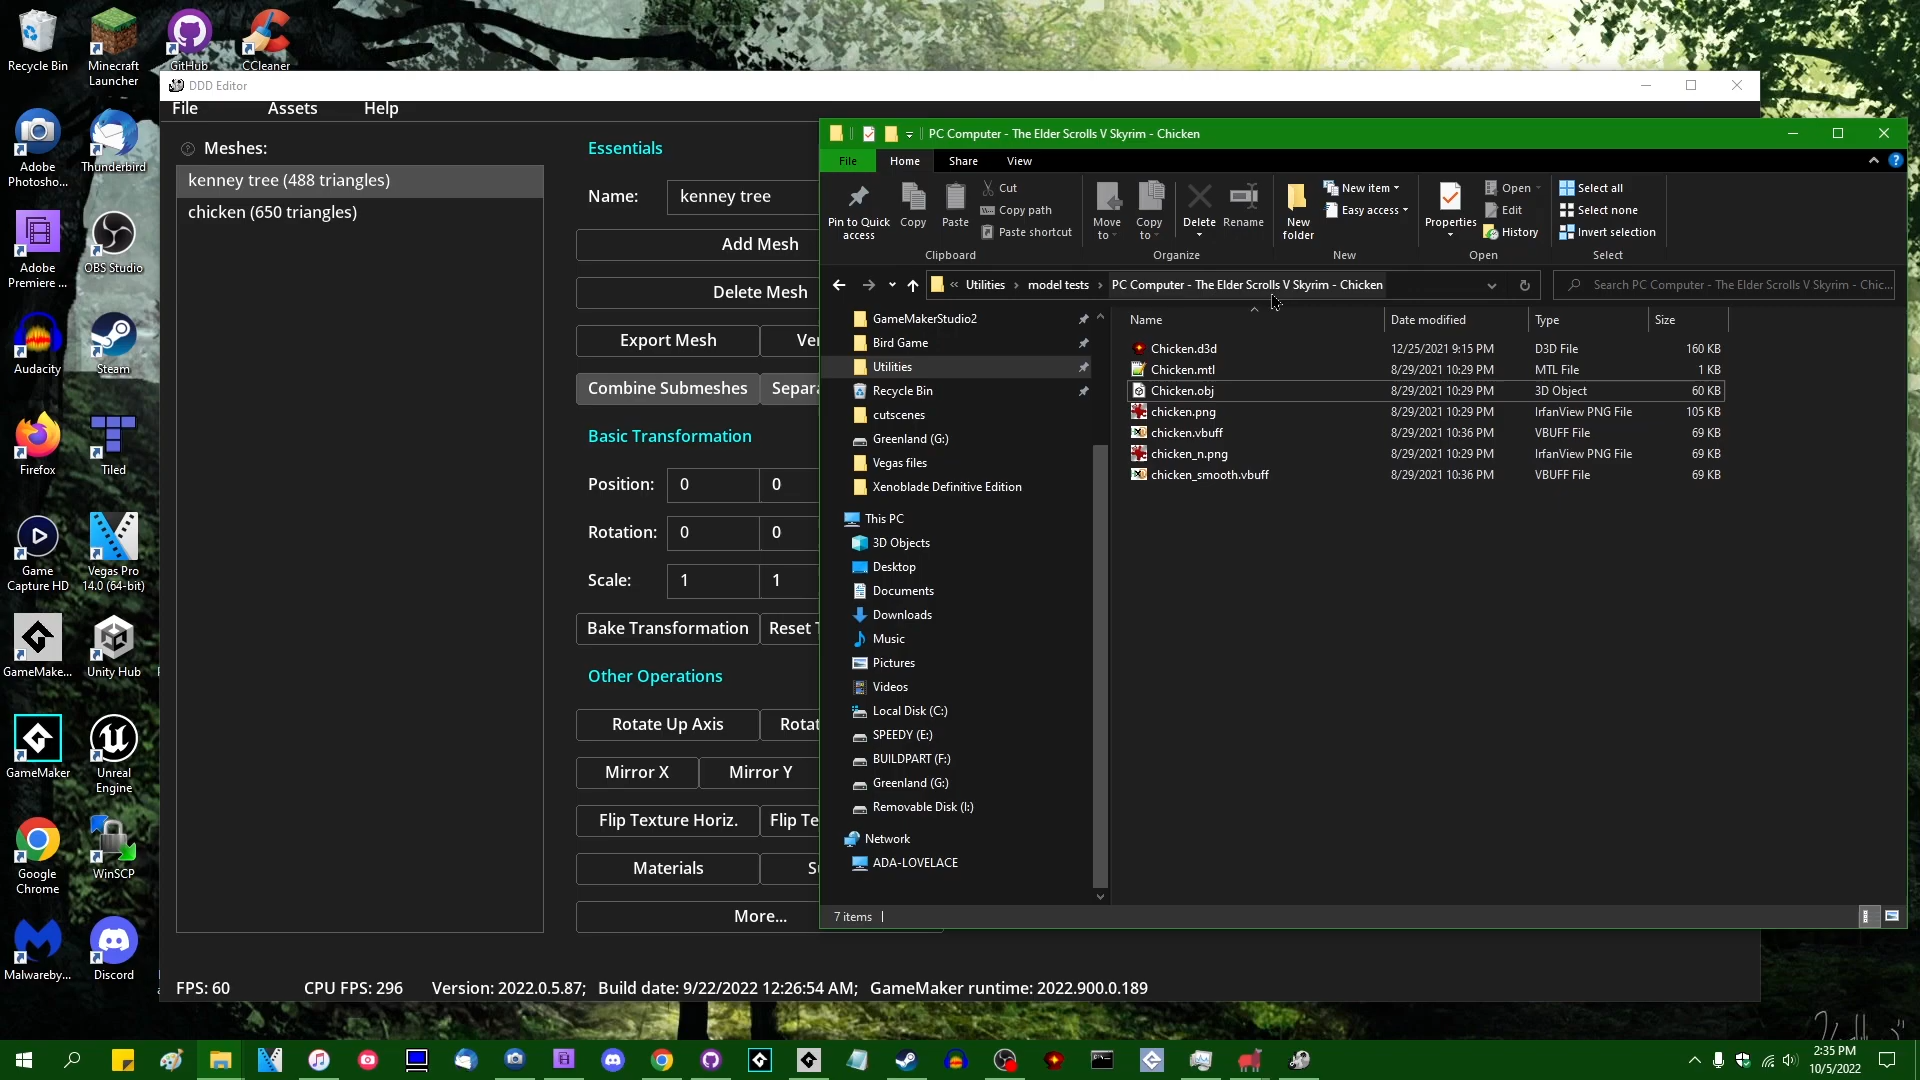 Recycle Bin
Minecraft
Launcher
GitHub
CCleaner
Adobe
Photosho...
Thunderbird
Adobe
Premiere ...
OBS Studio
Audacity
Steam
Firefox
Tiled
Game
Capture HD
Vegas Pro
14.0 (64-bit)
GameMake...
Unity Hub
GameMaker
Unreal
Engine
Google
Chrome
WinSCP
Malwareby...
Discord
DDD Editor
File Assets Help
Meshes:
kenney tree (488 triangles)
chicken (650 triangles)
Essentials
Name: kenney tree
Add Mesh
Delete Mesh
Export Mesh Ver
Combine Submeshes Separa
Basic Transformation
Position: 0 0
Rotation: 0 0
Scale: 1 1
Bake Transformation Reset T
Other Operations
Rotate Up Axis Rotat
Mirror X Mirror Y
Flip Texture Horiz. Flip Te
Materials
More...
FPS: 60 CPU FPS: 296 Version: 2022.0.5.87; Build date: 9/22/2022 12:26:54 AM; GameMaker runtime: 2022.900.0.189
PC Computer - The Elder Scrolls V Skyrim - Chicken
File Home Share View
Pin to Quick
access
Copy
Paste
Cut
Copy path
Paste shortcut
Clipboard
Move
to
Copy
to
Delete
Rename
Organize
New
folder
New item
Easy access
New
Properties
Open
Edit
History
Open
Select all
Select none
Invert selection
Select
« Utilities › model tests › PC Computer - The Elder Scrolls V Skyrim - Chicken
Search PC Computer - The Elder Scrolls V Skyrim - Chic...
GameMakerStudio2
Bird Game
Utilities
Recycle Bin
cutscenes
Greenland (G:)
Vegas files
Xenoblade Definitive Edition
This PC
3D Objects
Desktop
Documents
Downloads
Music
Pictures
Videos
Local Disk (C:)
SPEEDY (E:)
BUILDPART (F:)
Greenland (G:)
Removable Disk (I:)
Network
ADA-LOVELACE
Name Date modified Type Size
Chicken.d3d 12/25/2021 9:15 PM D3D File 160 KB
Chicken.mtl 8/29/2021 10:29 PM MTL File 1 KB
Chicken.obj 8/29/2021 10:29 PM 3D Object 60 KB
chicken.png 8/29/2021 10:29 PM IrfanView PNG File 105 KB
chicken.vbuff 8/29/2021 10:36 PM VBUFF File 69 KB
chicken_n.png 8/29/2021 10:29 PM IrfanView PNG File 69 KB
chicken_smooth.vbuff 8/29/2021 10:36 PM VBUFF File 69 KB
7 items
2:35 PM
10/5/2022